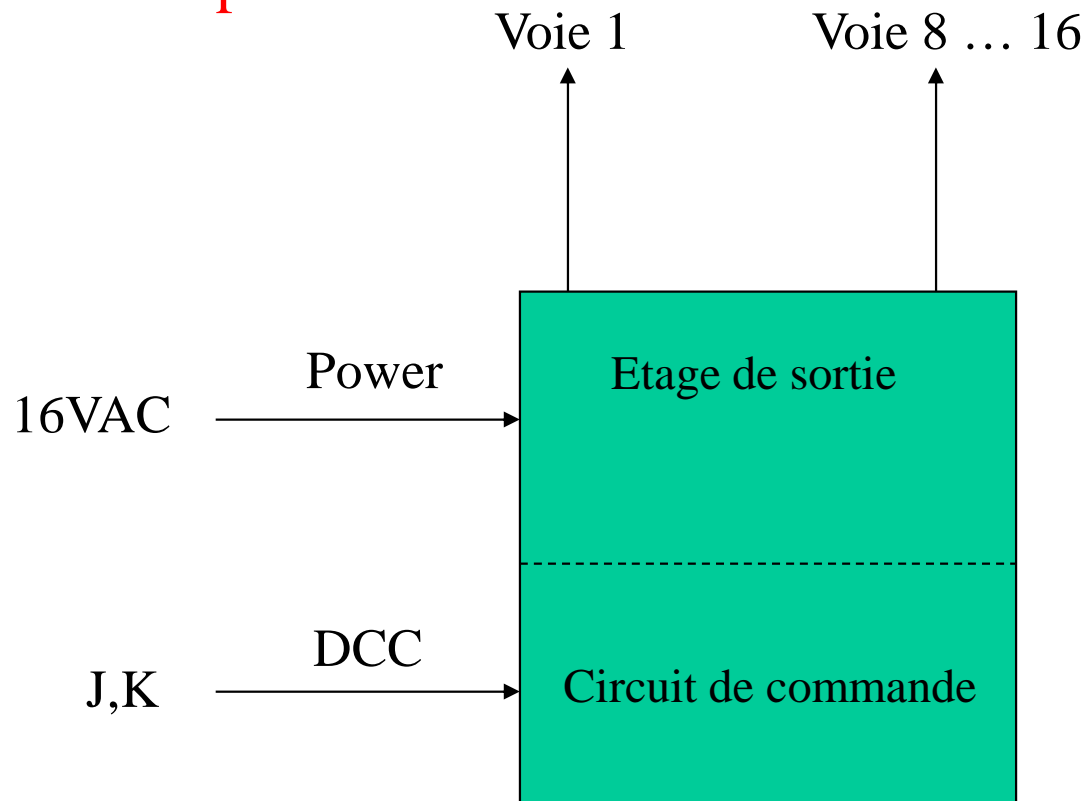 Voie 1
Voie 8 … 16
Power
Etage de sortie
16VAC
DCC
J,K
Circuit de commande